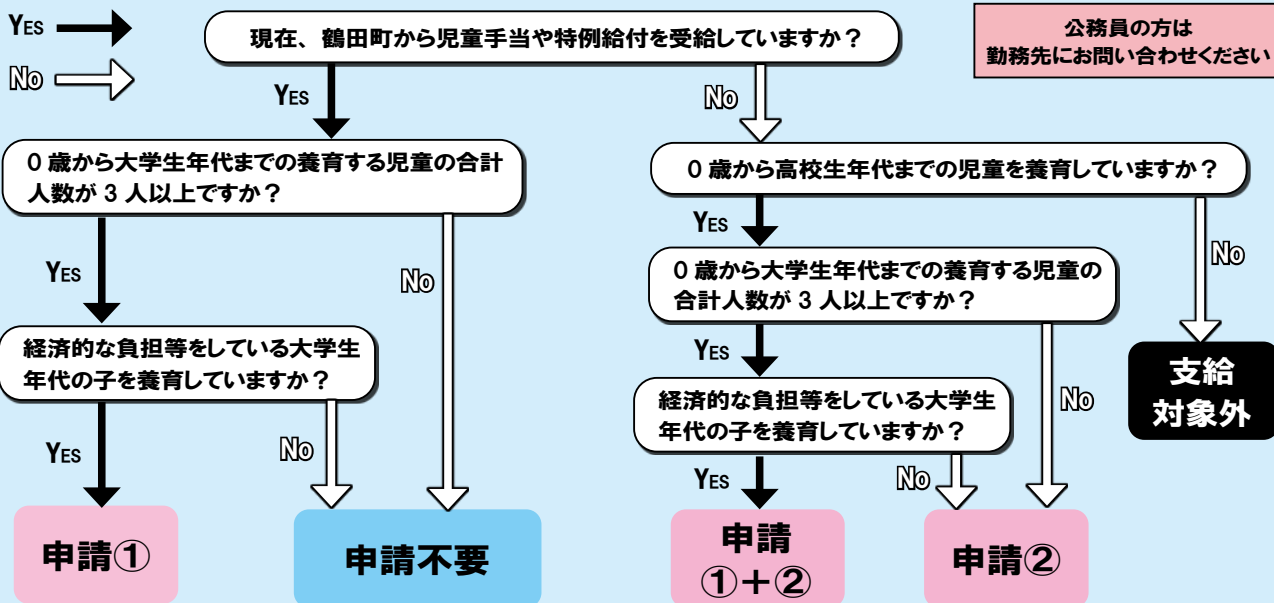 YES
No
現在、鶴田町から児童手当や特例給付を受給していますか？
公務員の方は
勤務先にお問い合わせください
YES
No
0歳から大学生年代までの養育する児童の合計
人数が3人以上ですか？
0歳から高校生年代までの児童を養育していますか？
YES
No
YES
No
0歳から大学生年代までの養育する児童の
合計人数が3人以上ですか？
経済的な負担等をしている大学生
年代の子を養育していますか？
YES
No
支給
対象外
経済的な負担等をしている大学生
年代の子を養育していますか？
YES
No
YES
No
申請①
申請不要
申請
①＋②
申請②